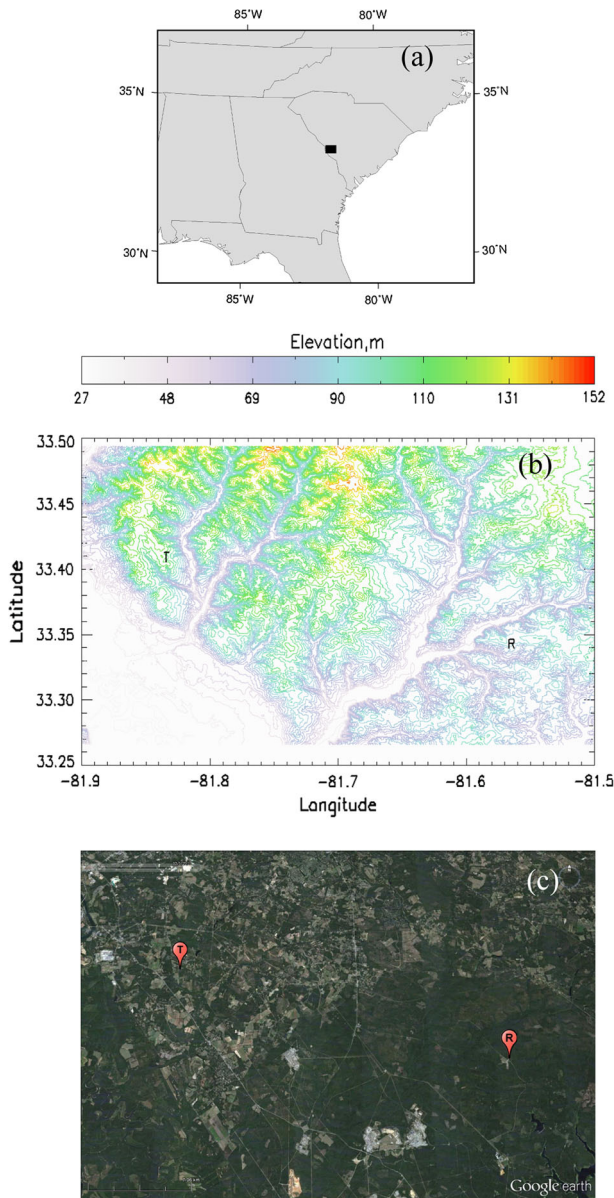 85°W 80°W
(a)
35°N 35°N
30°N 30°N
85°W 80°W
Elevation,m
27 48 69 90 110 131 152
33.50
(b)
33.45
T
33.40
Latitude
33.35
R
33.30
33.25
-81.9 -81.8 -81.7 -81.6 -81.5
Longitude
(c)
T
R
Google earth